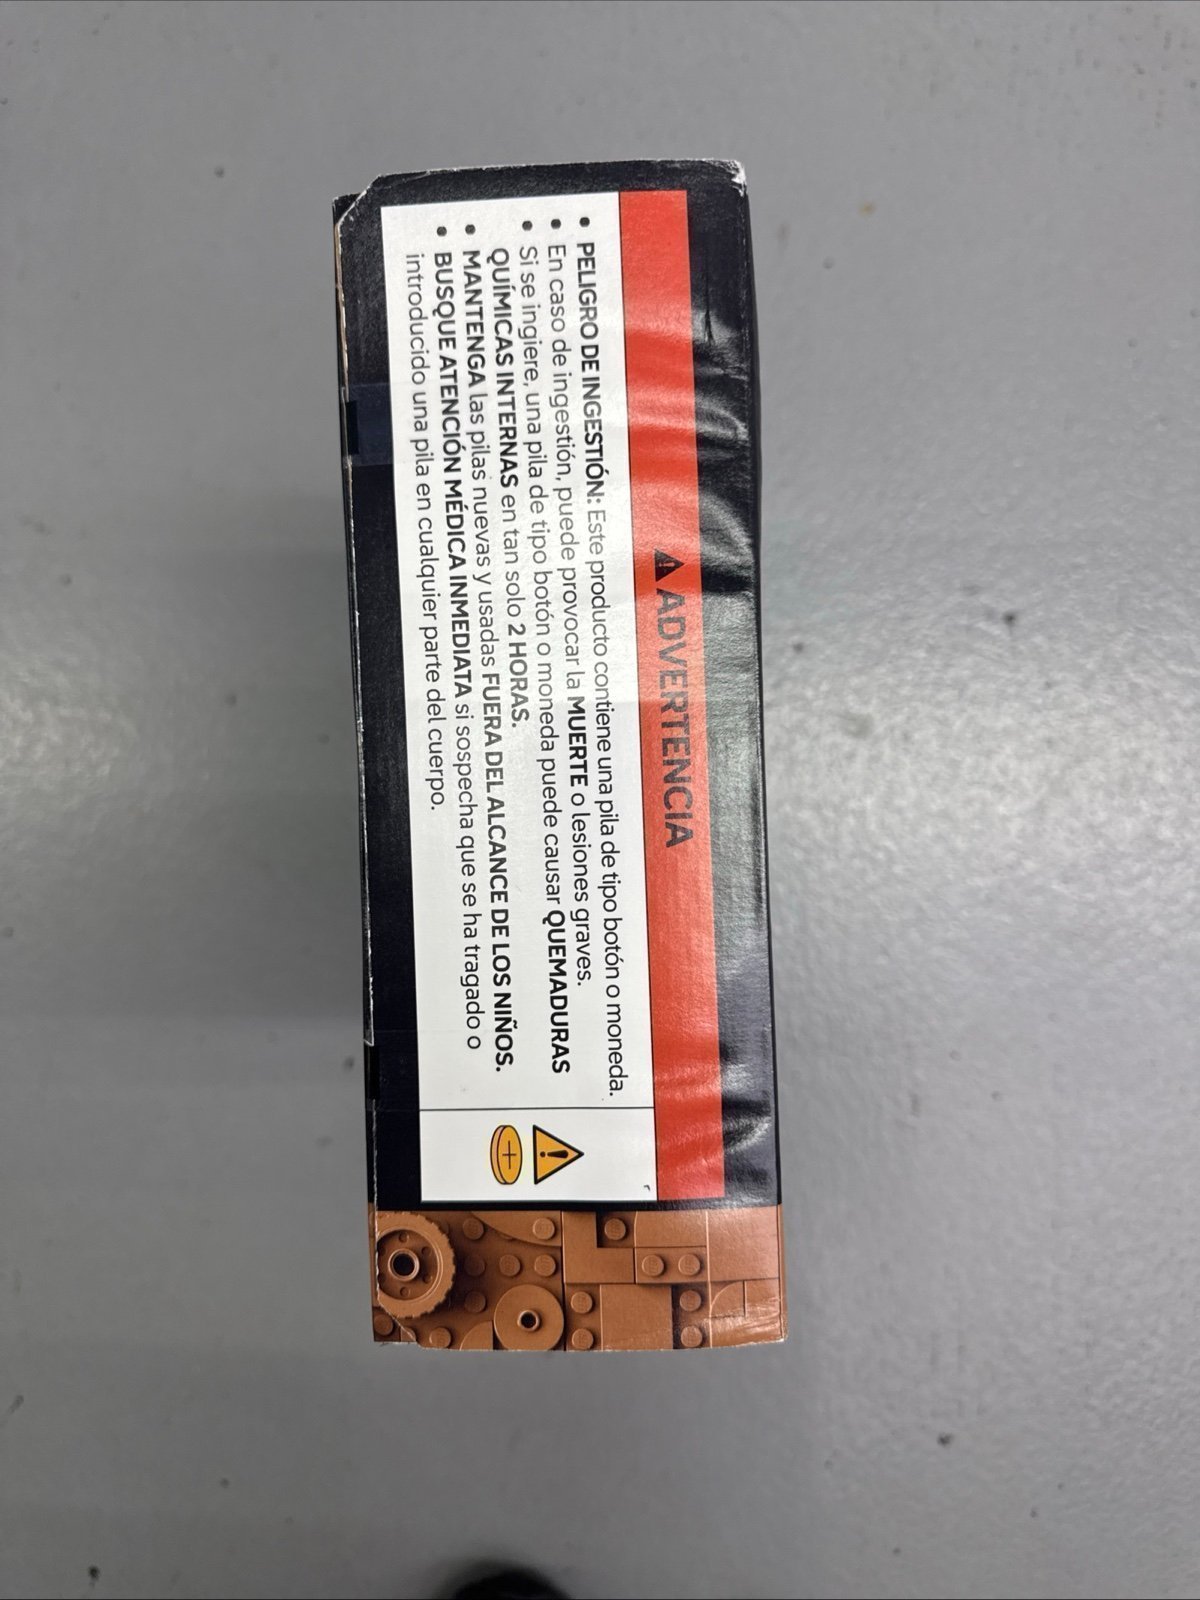 ADVERTENCIA
• PELIGRO DE INGESTIÓN: Este producto contiene una pila de tipo botón o moneda.
• En caso de ingestión, puede provocar la MUERTE o lesiones graves.
• Si se ingiere, una pila de tipo botón o moneda puede causar QUEMADURAS
QUÍMICAS INTERNAS en tan solo 2 HORAS.
• MANTENGA las pilas nuevas y usadas FUERA DEL ALCANCE DE LOS NIÑOS.
• BUSQUE ATENCIÓN MÉDICA INMEDIATA si sospecha que se ha tragado o
introducido una pila en cualquier parte del cuerpo.